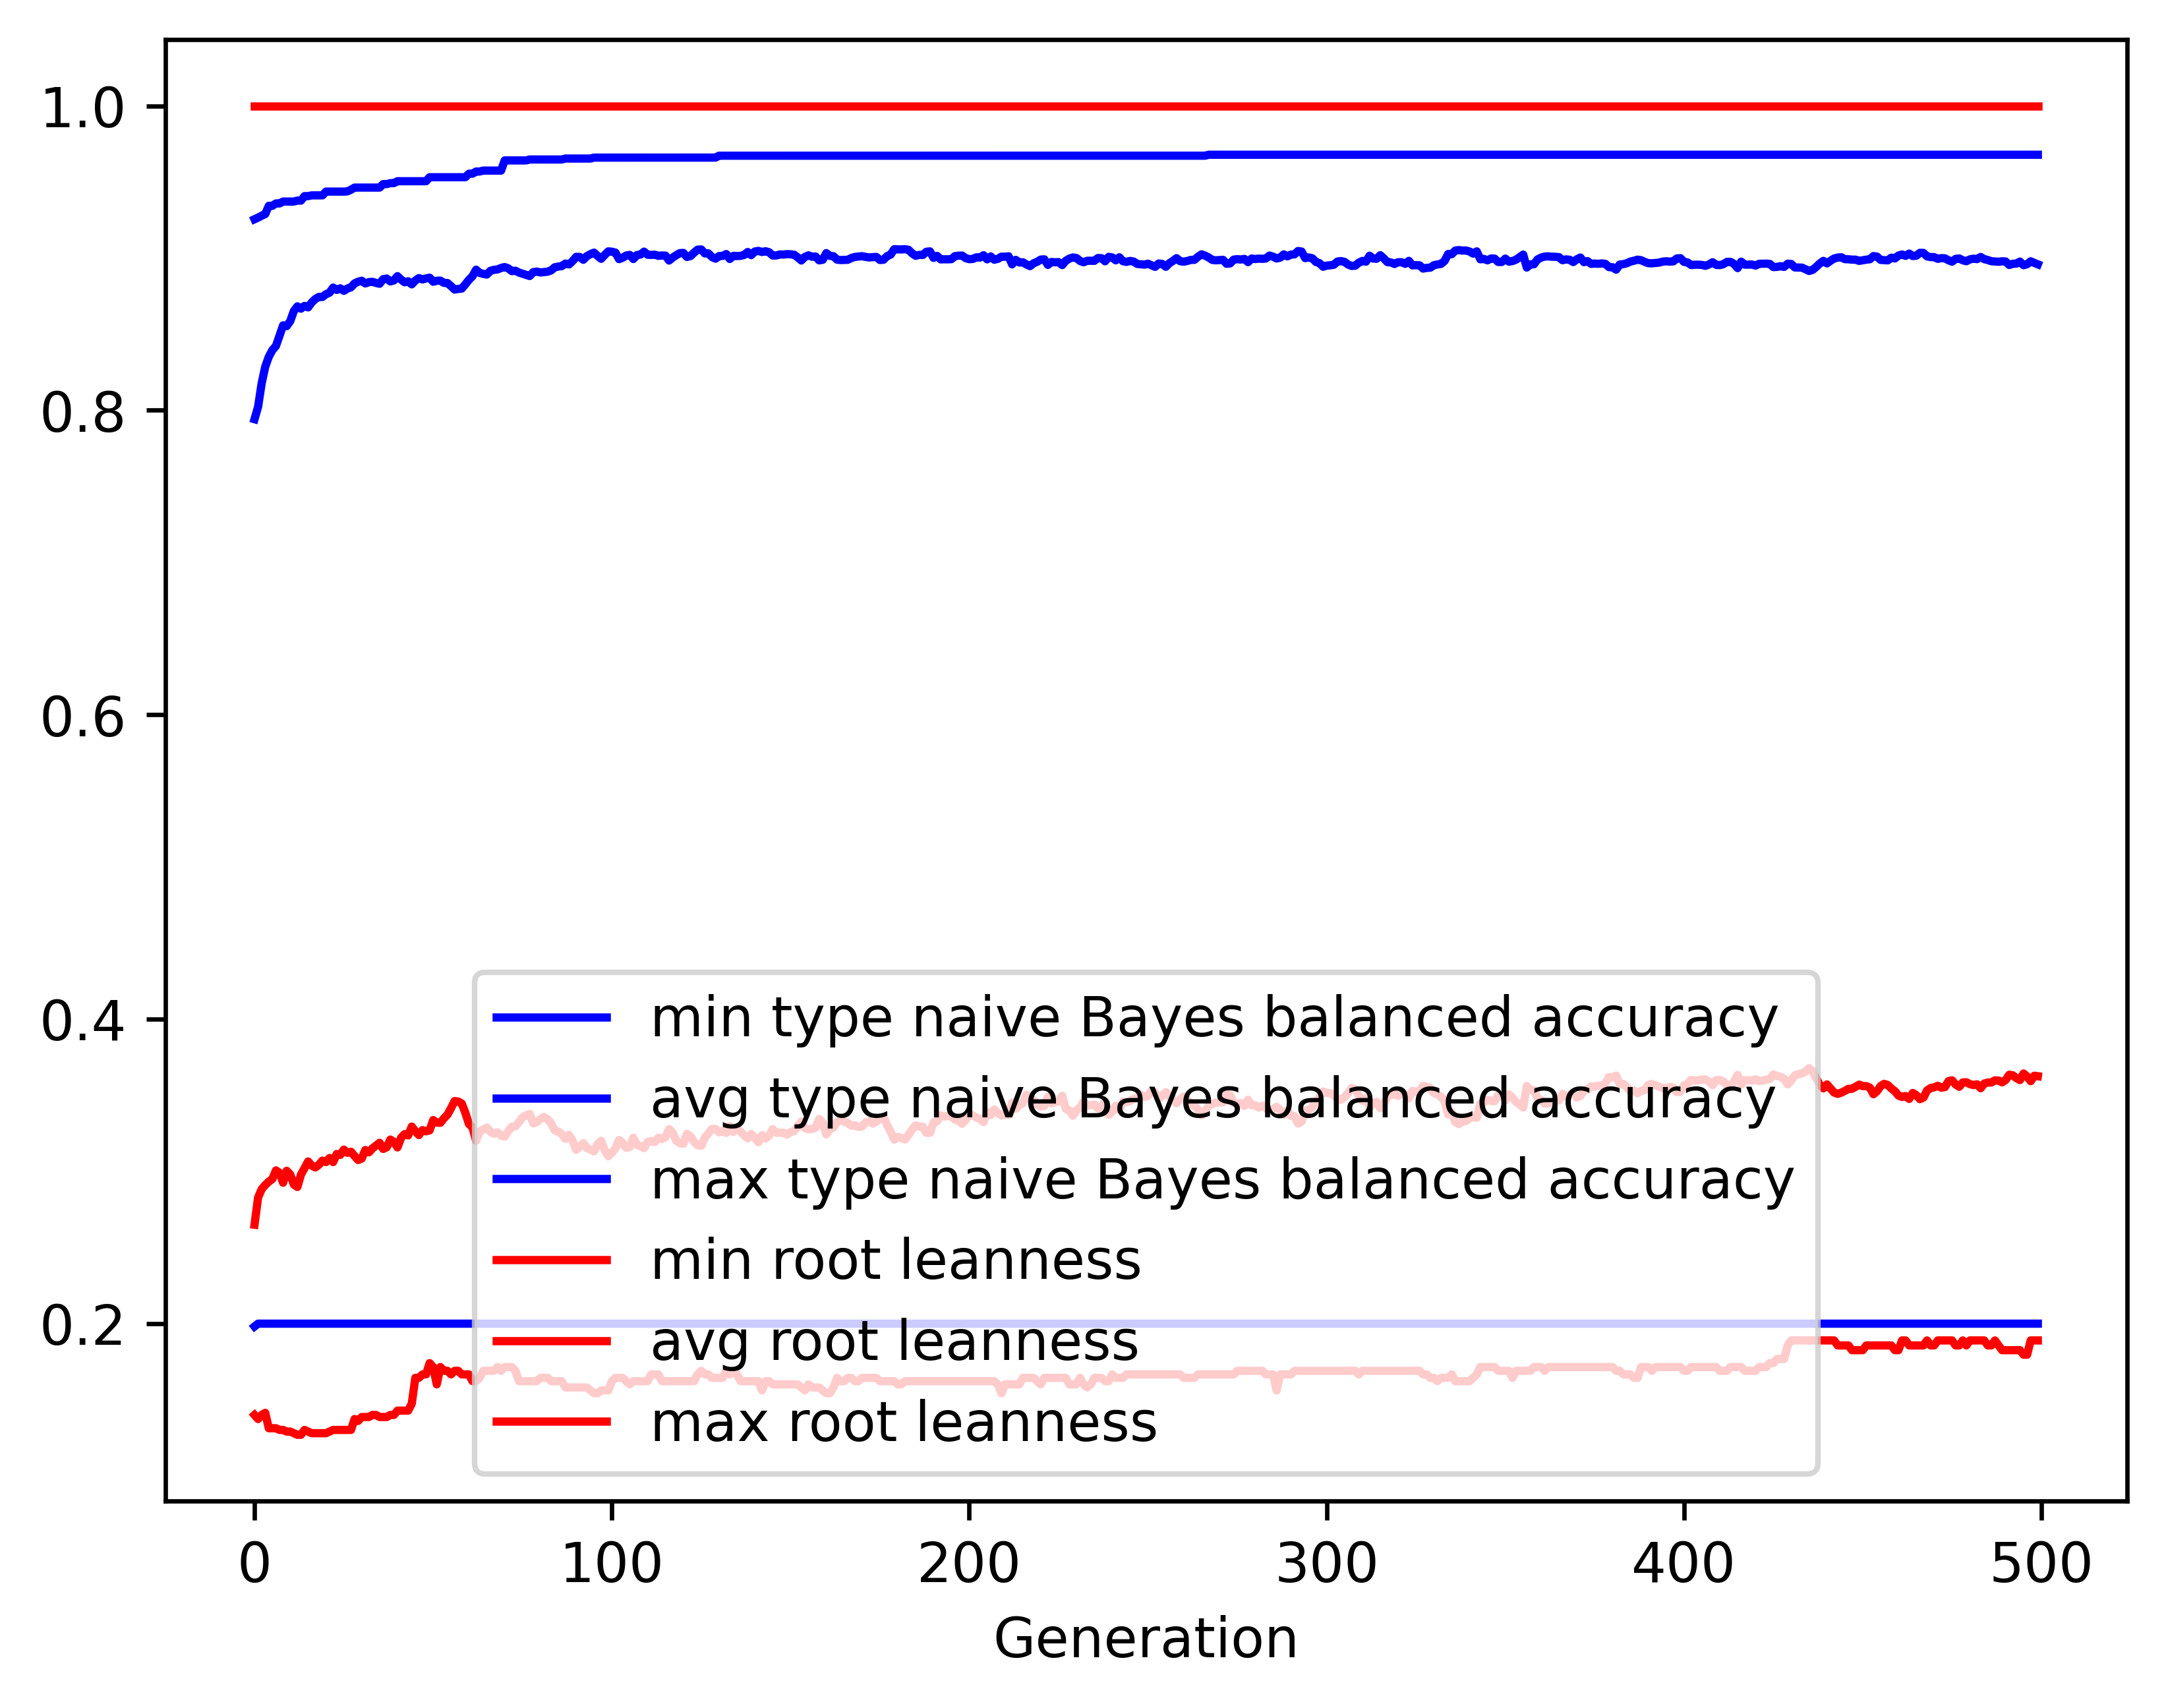 1.0
0.8
0.6
0.4
0.2
min type naive Bayes balanced accuracy
avg type naive Bayes balanced accuracy
max type naive Bayes balanced accuracy
min root leanness
avg root leanness
max root leanness
0 100 200 300 400 500
Generation